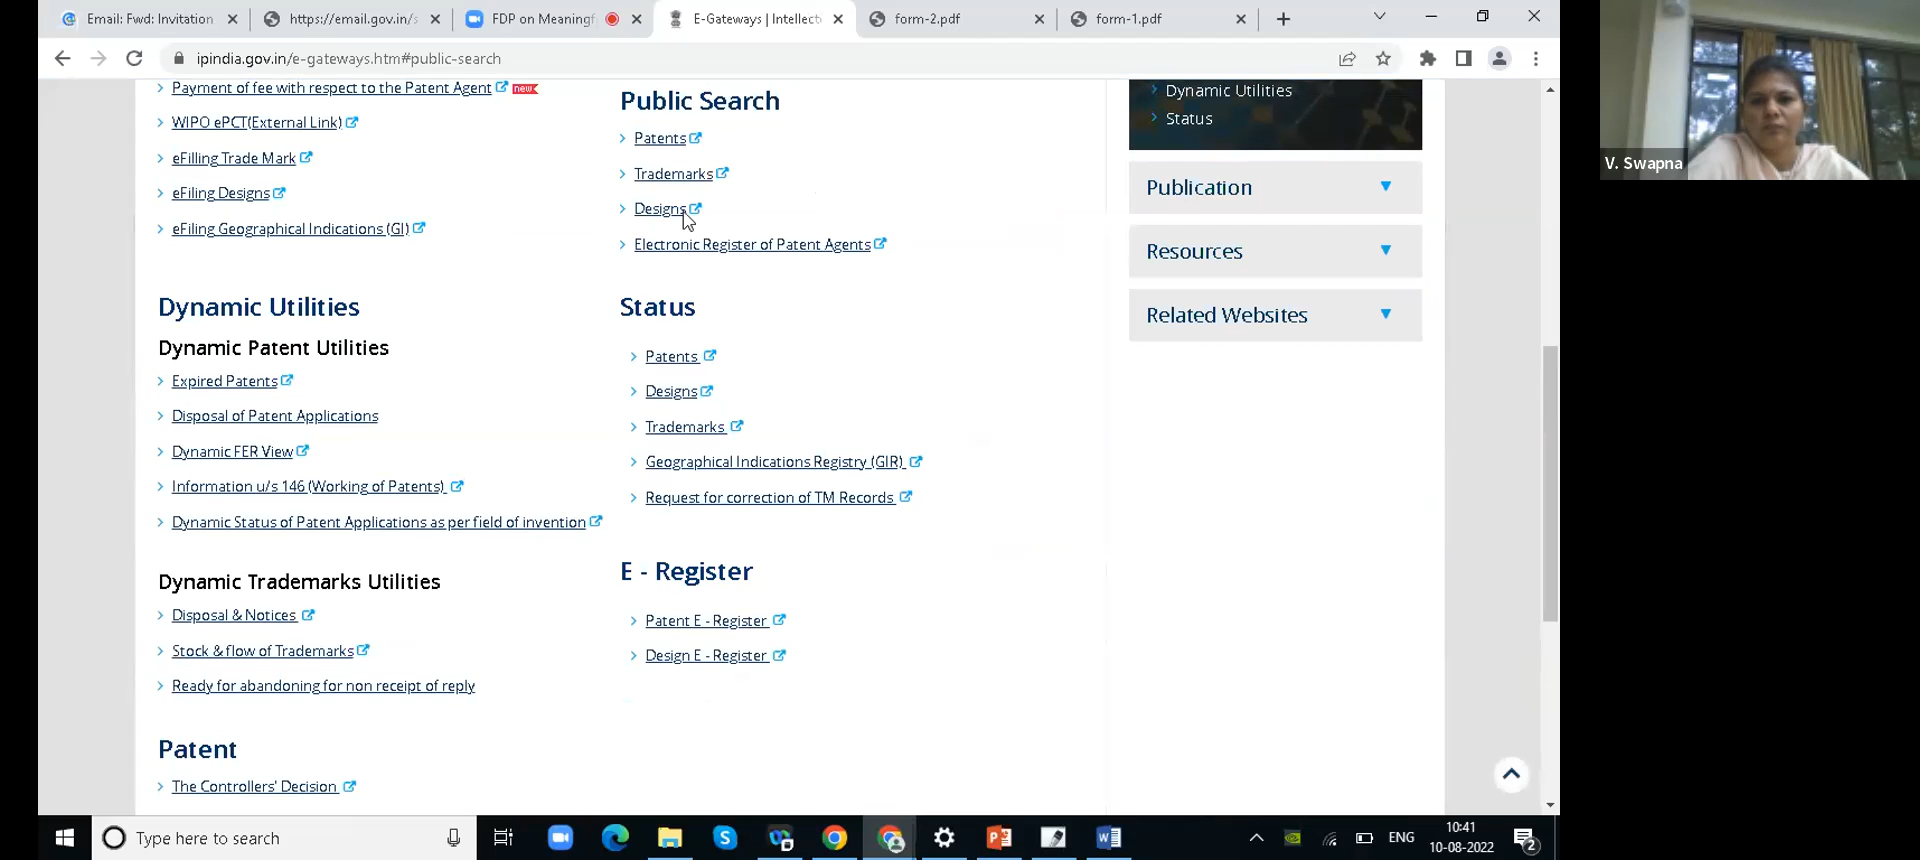 Email: Fwd: Invitation
https://email.gov.in/
FDP on Meaningf
E-Gateways | Intellect
form-2.pdf
form-1.pdf
ipindia.gov.in/e-gateways.htm#public-search
Payment of fee with respect to the Patent Agent new
WIPO ePCT(External Link)
eFilling Trade Mark
eFiling Designs
eFiling Geographical Indications (GI)
Dynamic Utilities
Dynamic Patent Utilities
Expired Patents
Disposal of Patent Applications
Dynamic FER View
Information u/s 146 (Working of Patents)
Dynamic Status of Patent Applications as per field of invention
Dynamic Trademarks Utilities
Disposal & Notices
Stock & flow of Trademarks
Ready for abandoning for non receipt of reply
Patent
The Controllers' Decision
Public Search
Patents
Trademarks
Designs
Electronic Register of Patent Agents
Status
Patents
Designs
Trademarks
Geographical Indications Registry (GIR)
Request for correction of TM Records
E - Register
Patent E - Register
Design E - Register
Dynamic Utilities
Status
Publication
Resources
Related Websites
V. Swapna
Type here to search
ENG
10:41
10-08-2022
2